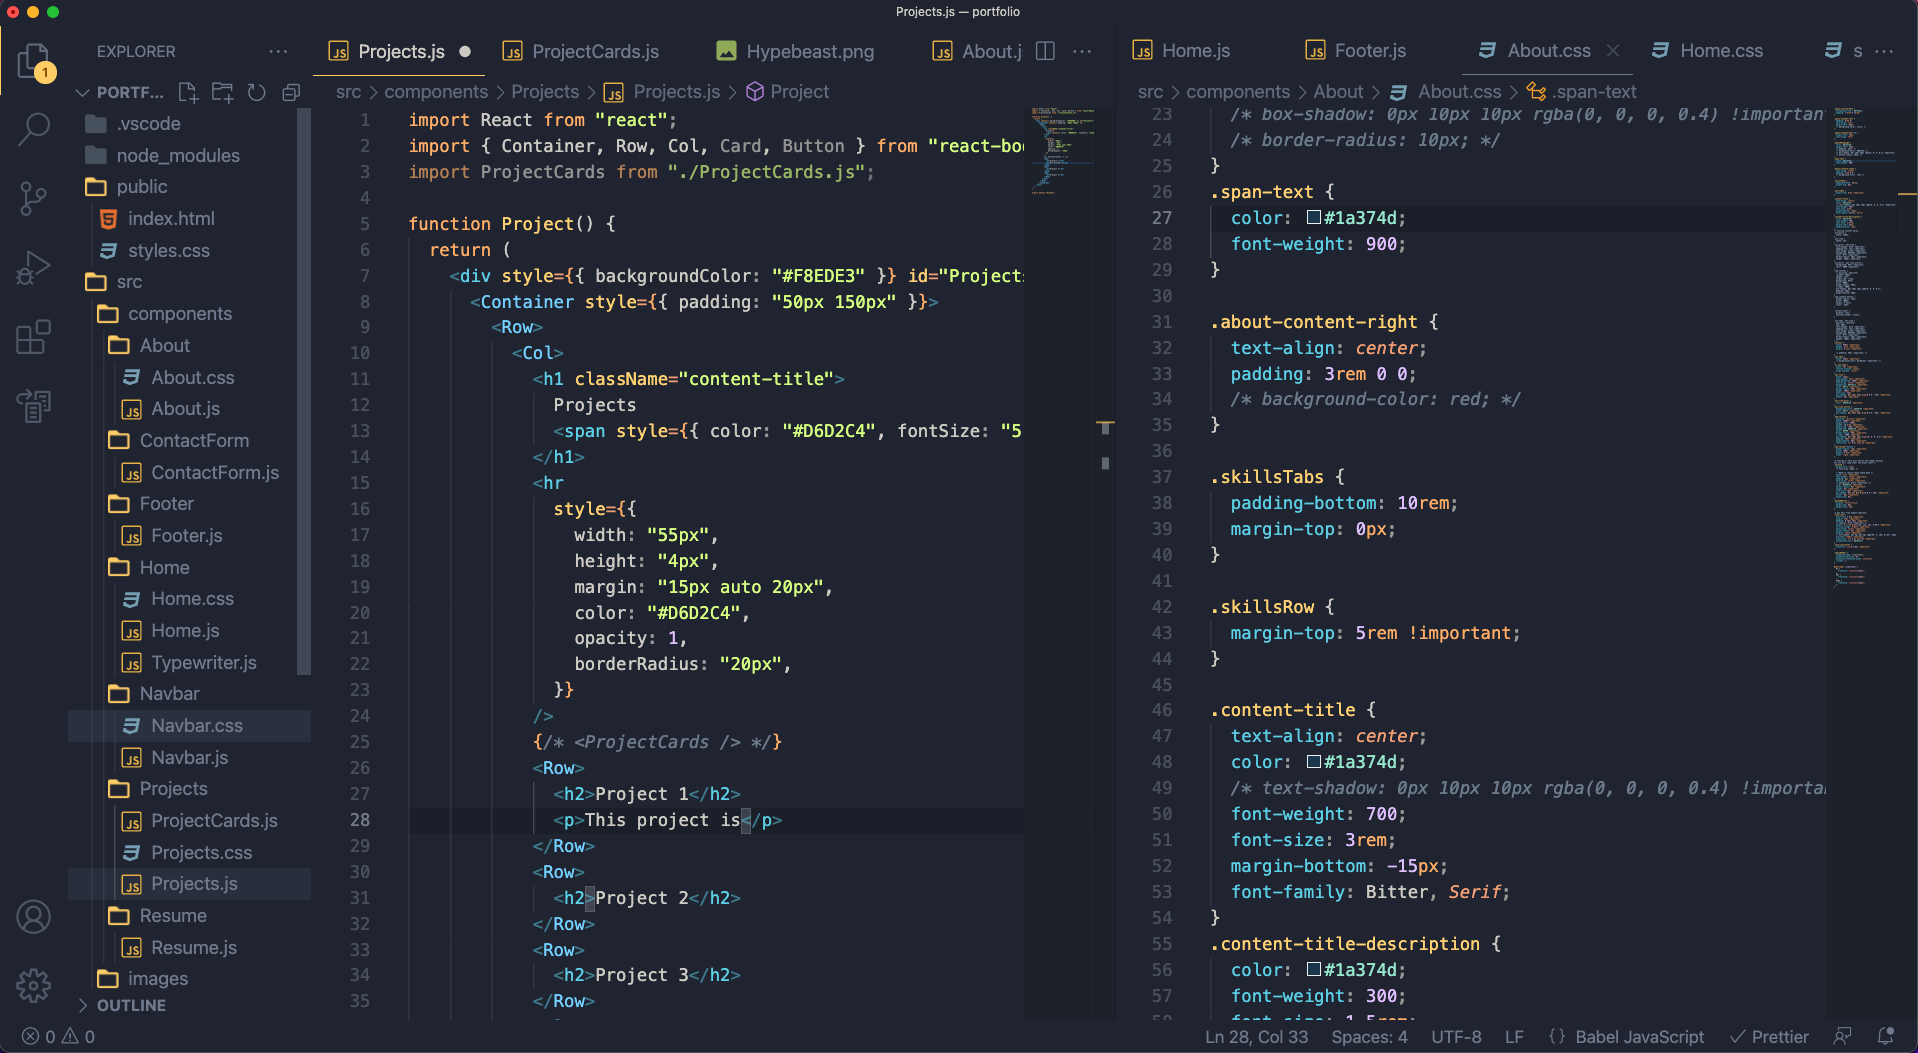 Projects.js — portfolio
EXPLORER
PORTF...
.vscode
node_modules
public
index.html
styles.css
src
components
About
About.css
About.js
ContactForm
ContactForm.js
Footer
Footer.js
Home
Home.css
Home.js
Typewriter.js
Navbar
Navbar.css
Navbar.js
Projects
ProjectCards.js
Projects.css
Projects.js
Resume
Resume.js
images
OUTLINE
1
Projects.js ProjectCards.js Hypebeast.png About.j
src > components > Projects > Projects.js > Project
1 import React from "react";
2 import { Container, Row, Col, Card, Button } from "react-boo
3 import ProjectCards from "./ProjectCards.js";
4
5 function Project() {
6 return (
7 <div style={{ backgroundColor: "#F8EDE3" }} id="Project
8 <Container style={{ padding: "50px 150px" }}>
9 <Row>
10 <Col>
11 <h1 className="content-title">
12 Projects
13 <span style={{ color: "#D6D2C4", fontSize: "5
14 </h1>
15 <hr
16 style={{
17 width: "55px",
18 height: "4px",
19 margin: "15px auto 20px",
20 color: "#D6D2C4",
21 opacity: 1,
22 borderRadius: "20px",
23 }}
24 />
25 {/* <ProjectCards /> */}
26 <Row>
27 <h2>Project 1</h2>
28 <p>This project is</p>
29 </Row>
30 <Row>
31 <h2>Project 2</h2>
32 </Row>
33 <Row>
34 <h2>Project 3</h2>
35 </Row>
Home.js Footer.js About.css Home.css s
src > components > About > About.css > .span-text
23 /* box-shadow: 0px 10px 10px rgba(0, 0, 0, 0.4) !importan
24 /* border-radius: 10px; */
25 }
26 .span-text {
27 color: #1a374d;
28 font-weight: 900;
29 }
30
31 .about-content-right {
32 text-align: center;
33 padding: 3rem 0 0;
34 /* background-color: red; */
35 }
36
37 .skillsTabs {
38 padding-bottom: 10rem;
39 margin-top: 0px;
40 }
41
42 .skillsRow {
43 margin-top: 5rem !important;
44 }
45
46 .content-title {
47 text-align: center;
48 color: #1a374d;
49 /* text-shadow: 0px 10px 10px rgba(0, 0, 0, 0.4) !importa
50 font-weight: 700;
51 font-size: 3rem;
52 margin-bottom: -15px;
53 font-family: Bitter, Serif;
54 }
55 .content-title-description {
56 color: #1a374d;
57 font-weight: 300;
58 font-size: 1.5rem;
0 0
Ln 28, Col 33 Spaces: 4 UTF-8 LF {} Babel JavaScript Prettier